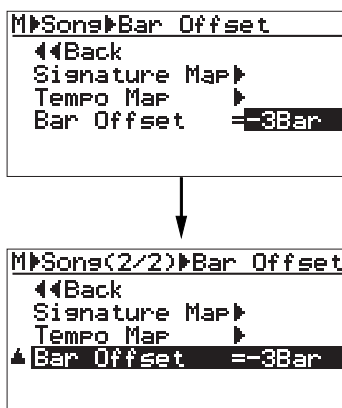 M▶Song▶Bar Offset
◀◀Back
Signature Map▶
Tempo Map ▶
Bar Offset =-3Bar
M▶Song(2/2)▶Bar Offset
◀◀Back
Signature Map▶
Tempo Map ▶
▲Bar Offset =-3Bar